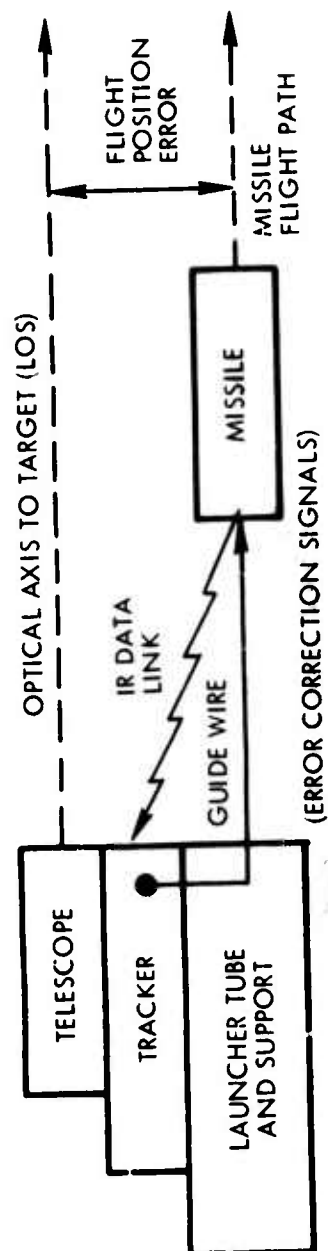 OPTICAL AXIS TO TARGET (LOS)
TELESCOPE
FLIGHT
POSITION
ERROR
IR DATA
LINK
TRACKER
GUIDE WIRE
MISSILE
MISSILE
FLIGHT PATH
LAUNCHER TUBE
AND SUPPORT
(ERROR CORRECTION SIGNALS)